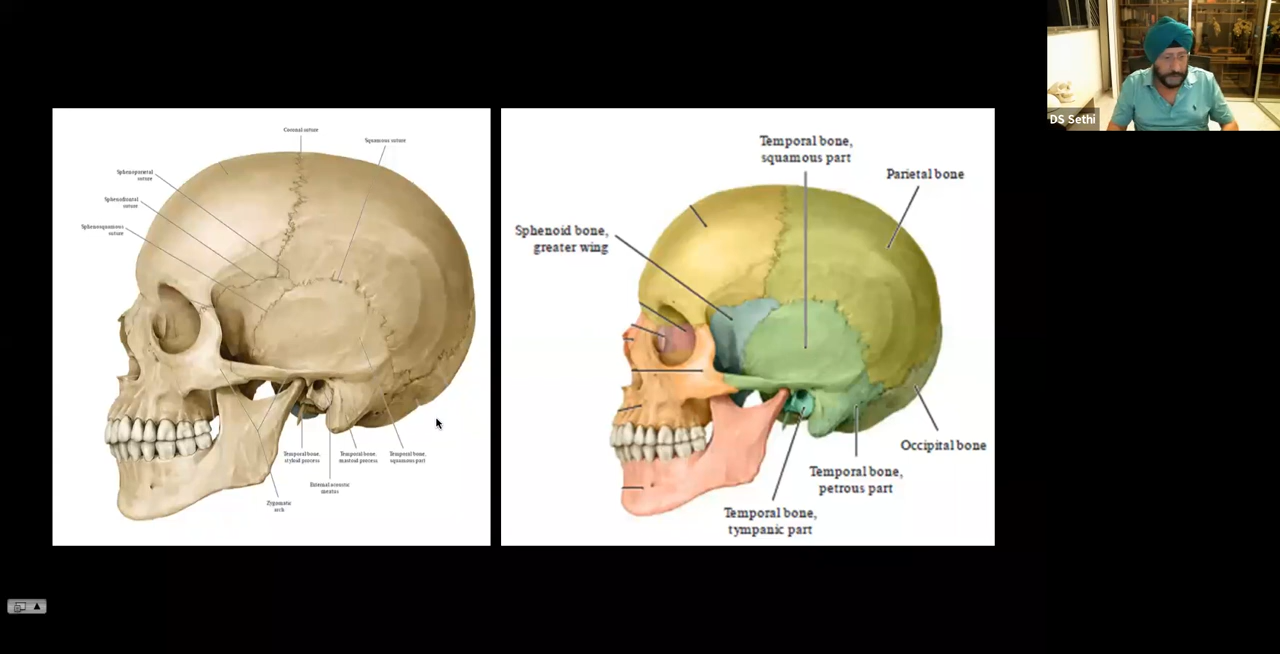 Coronal suture
Squamous suture
Sphenoparietal
suture
Sphenofrontal
suture
Sphenosquamous
suture
Temporal bone,
styloid process
Temporal bone,
mastoid process
Temporal bone,
squamous part
External acoustic
meatus
Zygomatic
arch
Temporal bone,
squamous part
Parietal bone
Sphenoid bone,
greater wing
Occipital bone
Temporal bone,
petrous part
Temporal bone,
tympanic part
DS Sethi